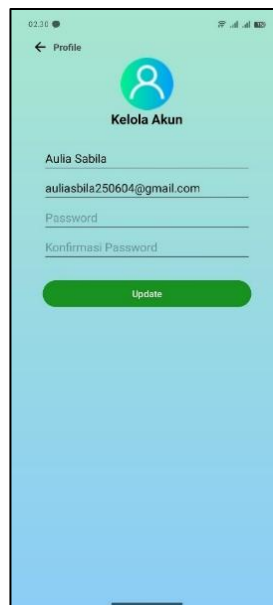 02.30
Profile
Kelola Akun
Aulia Sabila
auliasbila250604@gmail.com
Password
Konfirmasi Password
Update